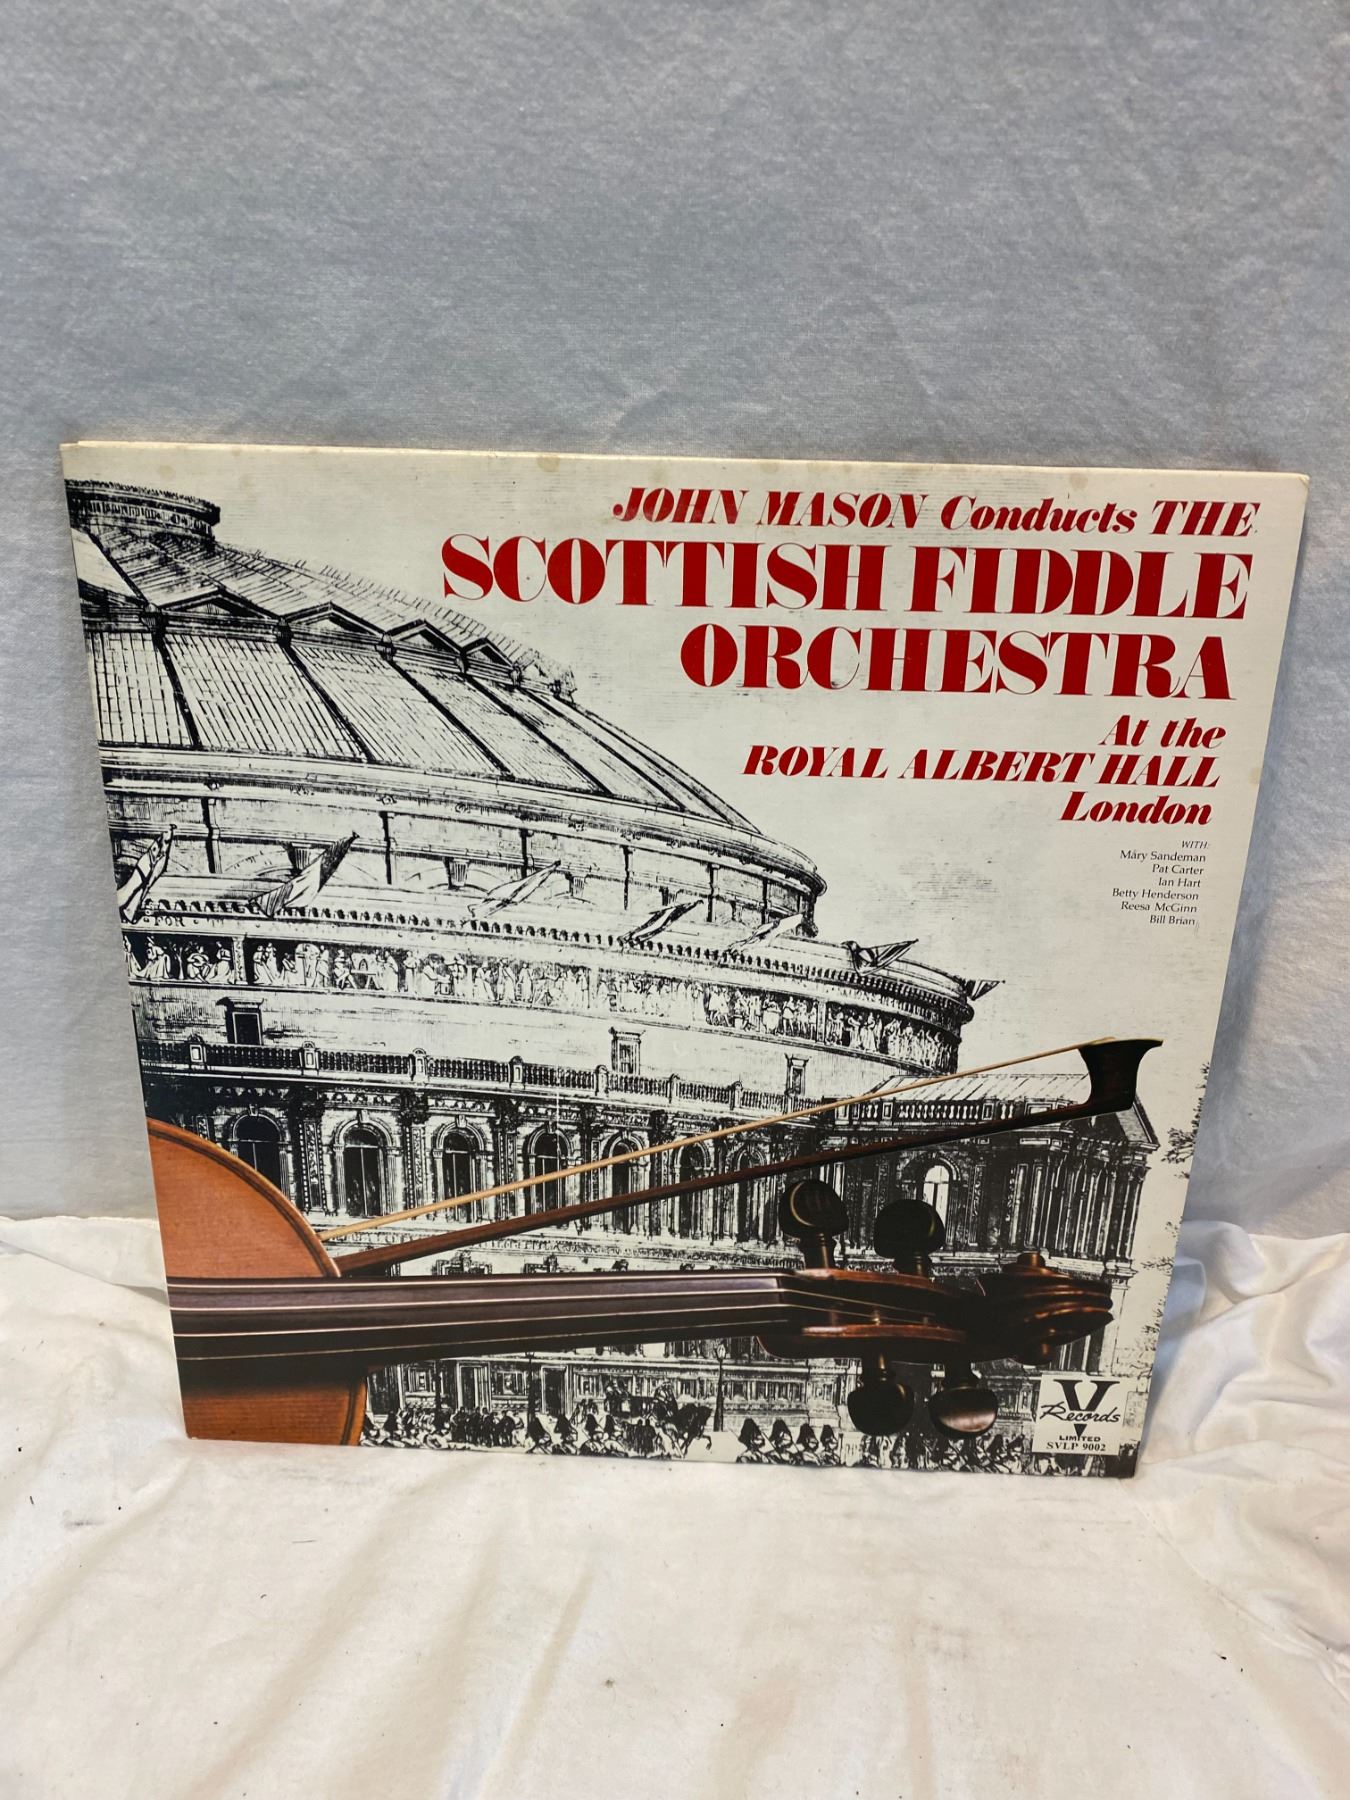 JOHN MASON Conducts THE
SCOTTISH FIDDLE
ORCHESTRA
At the
ROYAL ALBERT HALL
London
WITH:
Mary Sandeman
Pat Carter
Ian Hart
Betty Henderson
Reesa McGinn
Bill Brian
FOR
V
Records
LIMITED
SVLP 9002